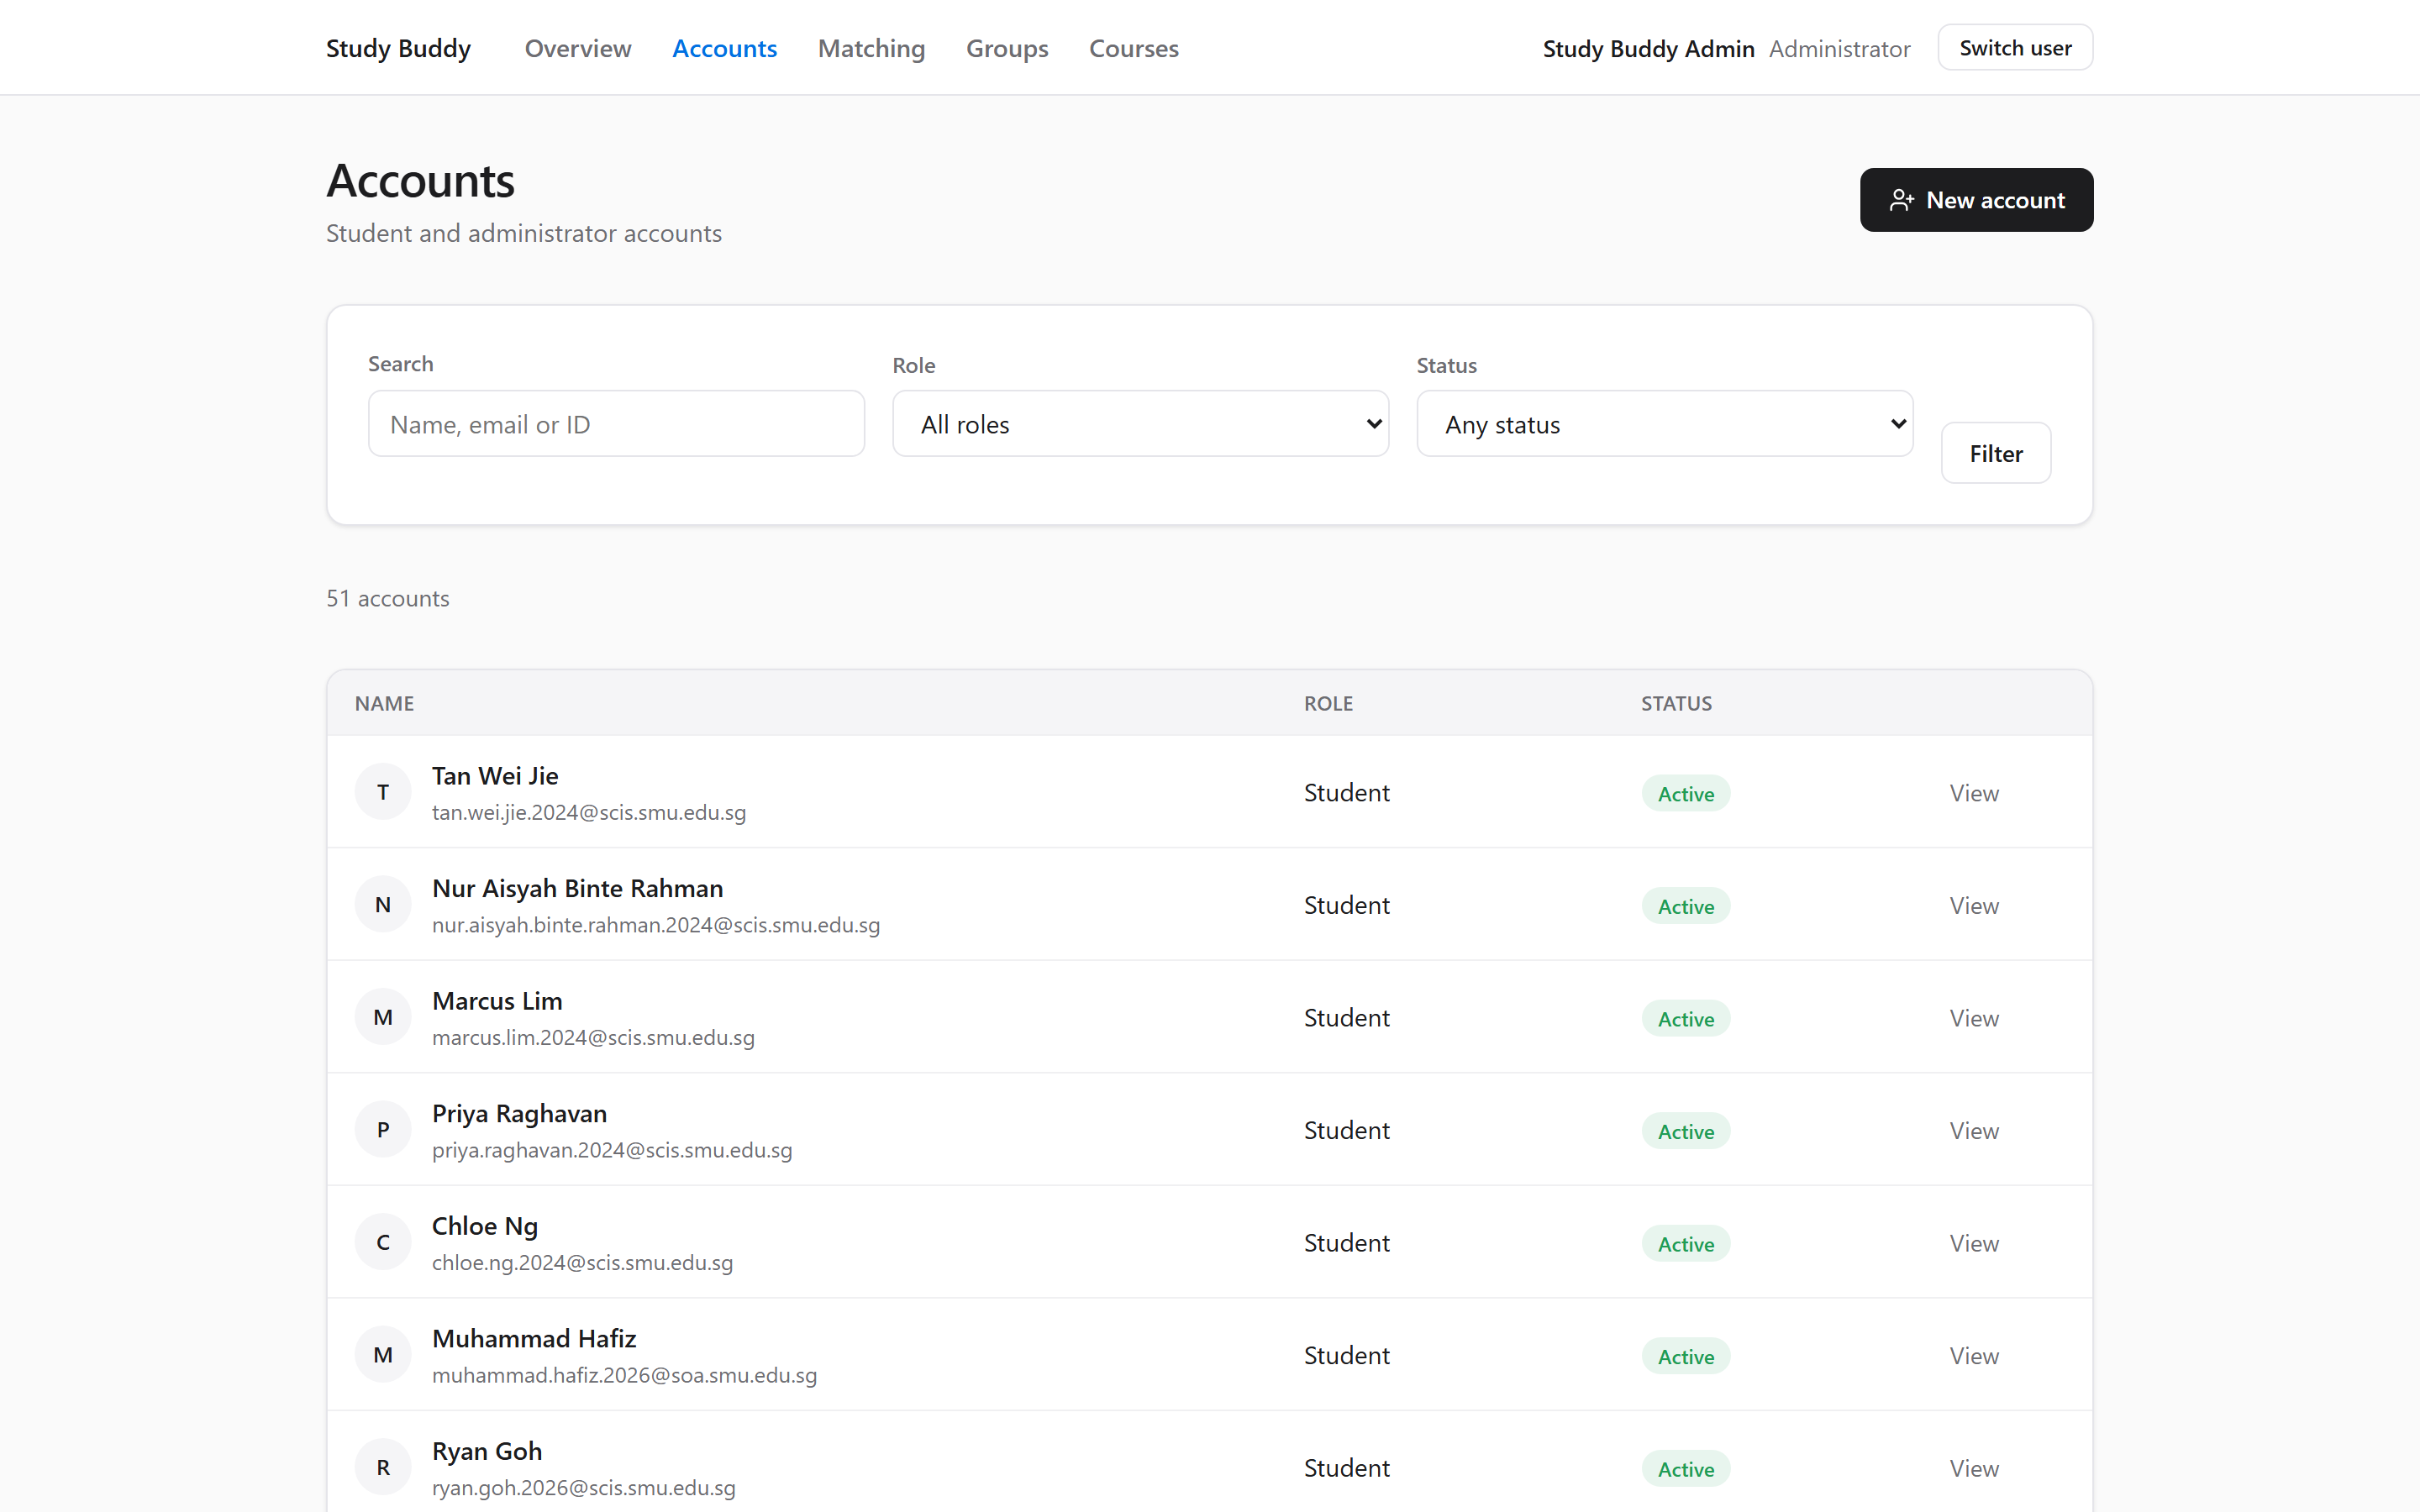 Study Buddy Overview Accounts Matching Groups Courses Study Buddy Admin Administrator Switch user
Accounts
Student and administrator accounts
New account
Search Role Status
Name, email or ID All roles Any status
Filter
51 accounts
NAME ROLE STATUS
T Tan Wei Jie Student Active View
tan.wei.jie.2024@scis.smu.edu.sg
N Nur Aisyah Binte Rahman Student Active View
nur.aisyah.binte.rahman.2024@scis.smu.edu.sg
M Marcus Lim Student Active View
marcus.lim.2024@scis.smu.edu.sg
P Priya Raghavan Student Active View
priya.raghavan.2024@scis.smu.edu.sg
C Chloe Ng Student Active View
chloe.ng.2024@scis.smu.edu.sg
M Muhammad Hafiz Student Active View
muhammad.hafiz.2026@soa.smu.edu.sg
R Ryan Goh Student Active View
ryan.goh.2026@scis.smu.edu.sg